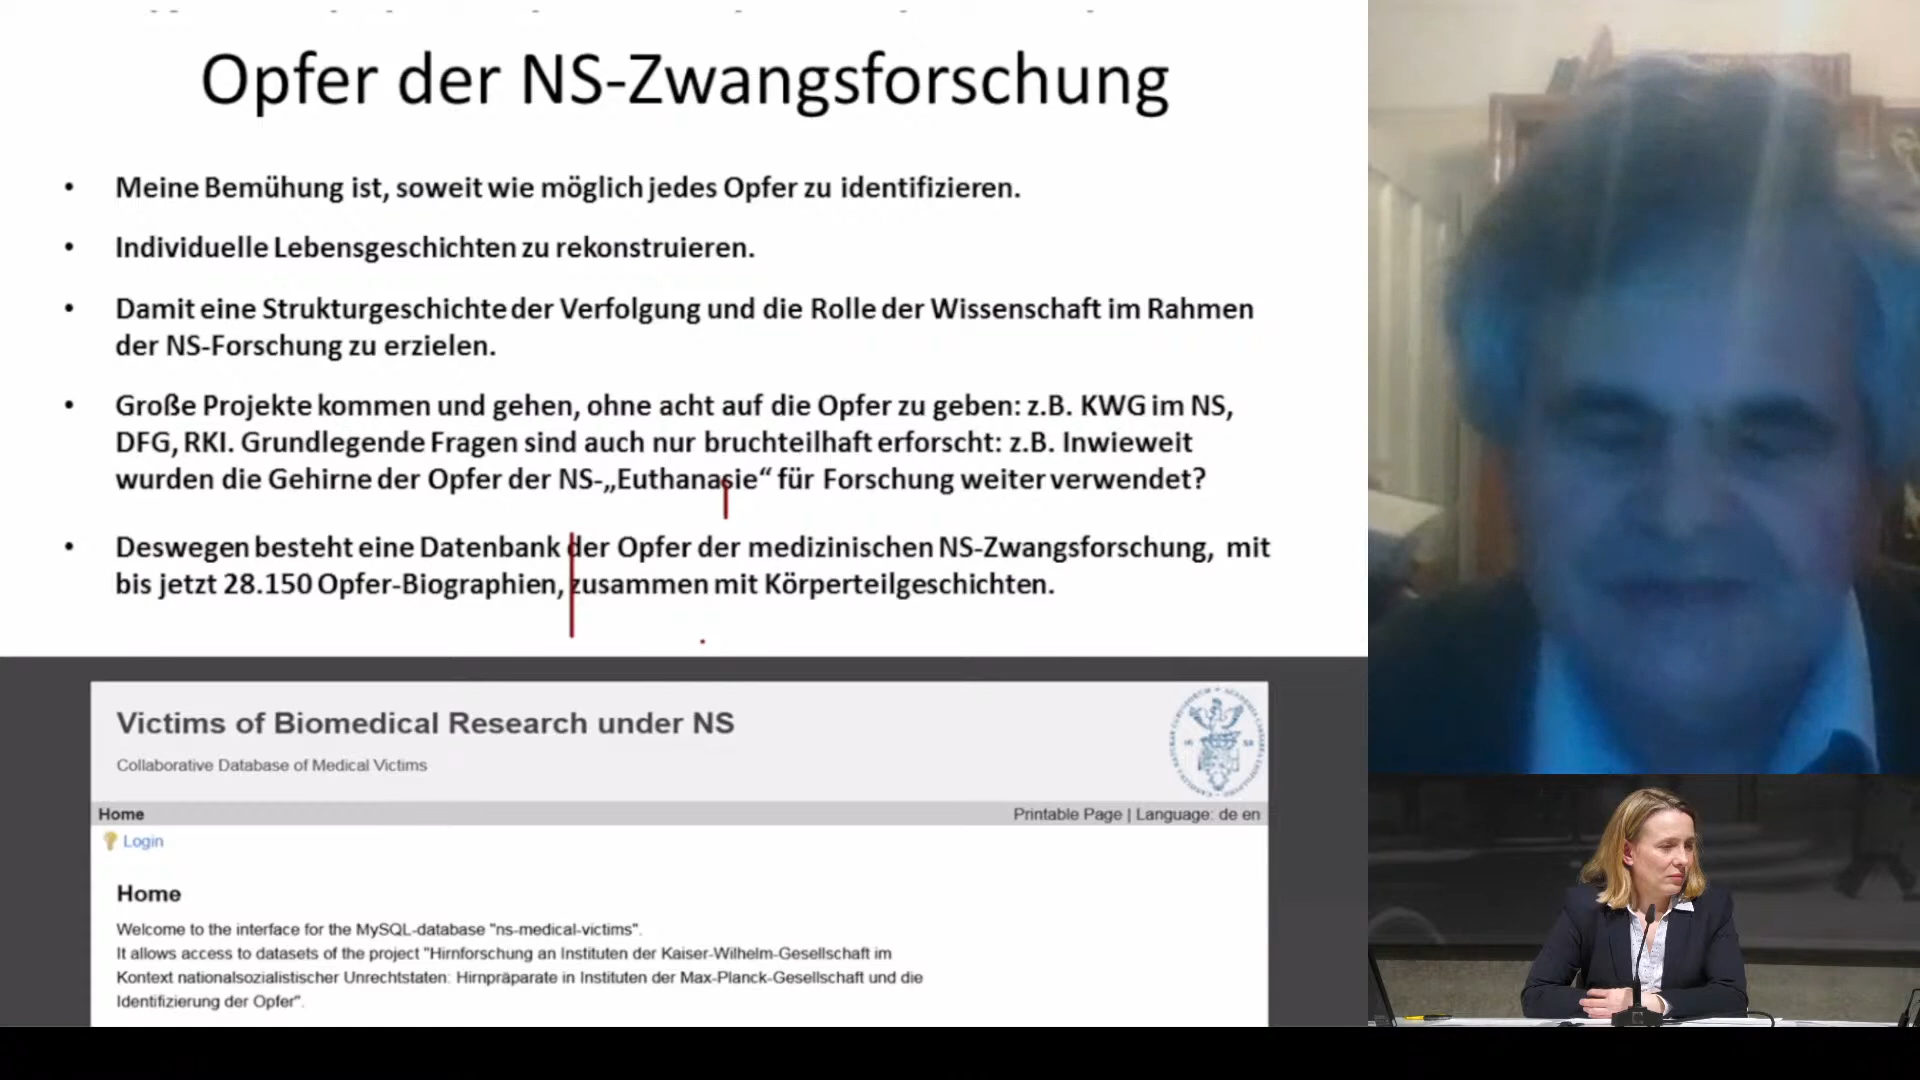 Opfer der NS-Zwangsforschung
• Meine Bemühung ist, soweit wie möglich jedes Opfer zu identifizieren.
• Individuelle Lebensgeschichten zu rekonstruieren.
• Damit eine Strukturgeschichte der Verfolgung und die Rolle der Wissenschaft im Rahmen
der NS-Forschung zu erzielen.
• Große Projekte kommen und gehen, ohne acht auf die Opfer zu geben: z.B. KWG im NS,
DFG, RKI. Grundlegende Fragen sind auch nur bruchteilhaft erforscht: z.B. Inwieweit
wurden die Gehirne der Opfer der NS-„Euthanasie“ für Forschung weiter verwendet?
• Deswegen besteht eine Datenbank der Opfer der medizinischen NS-Zwangsforschung, mit
bis jetzt 28.150 Opfer-Biographien, zusammen mit Körperteilgeschichten.
Victims of Biomedical Research under NS
Collaborative Database of Medical Victims
Home
Printable Page | Language: de en
Login
Home
Welcome to the interface for the MySQL-database "ns-medical-victims".
It allows access to datasets of the project "Hirnforschung an Instituten der Kaiser-Wilhelm-Gesellschaft im
Kontext nationalsozialistischer Unrechtstaten: Hirnpräparate in Instituten der Max-Planck-Gesellschaft und die
Identifizierung der Opfer".